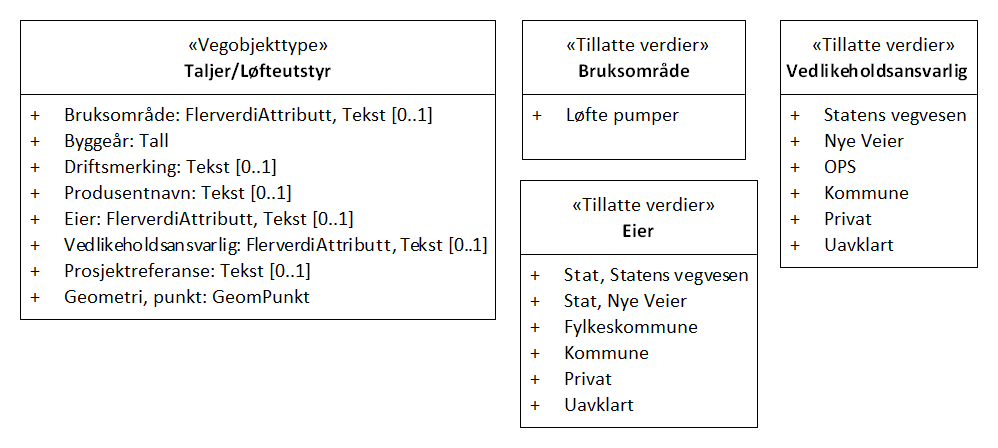 «Vegobjekttype»
Taljer/Løfteutstyr
+ Bruksområde: FlerverdiAttributt, Tekst [0..1]
+ Byggeår: Tall
+ Driftsmerking: Tekst [0..1]
+ Produsentnavn: Tekst [0..1]
+ Eier: FlerverdiAttributt, Tekst [0..1]
+ Vedlikeholdsansvarlig: FlerverdiAttributt, Tekst [0..1]
+ Prosjektreferanse: Tekst [0..1]
+ Geometri, punkt: GeomPunkt
«Tillatte verdier»
Bruksområde
+ Løfte pumper
«Tillatte verdier»
Eier
+ Stat, Statens vegvesen
+ Stat, Nye Veier
+ Fylkeskommune
+ Kommune
+ Privat
+ Uavklart
«Tillatte verdier»
Vedlikeholdsansvarlig
+ Statens vegvesen
+ Nye Veier
+ OPS
+ Kommune
+ Privat
+ Uavklart